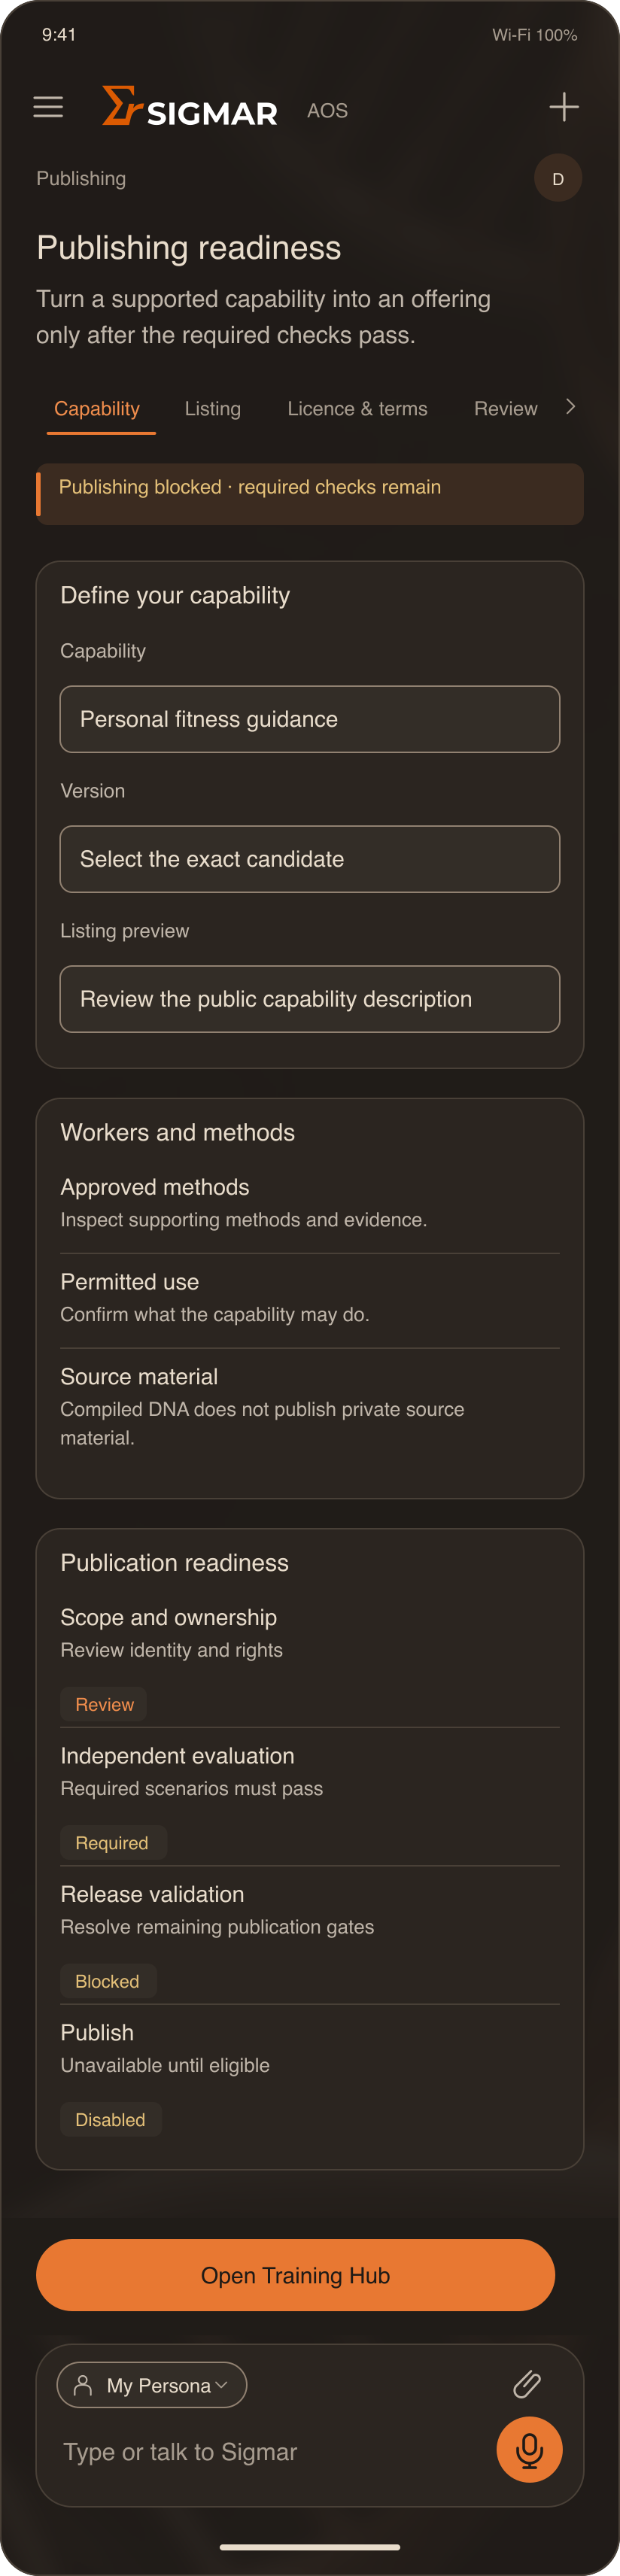 9:41
Wi-Fi 100%
Σr SIGMAR AOS
Publishing
D
Publishing readiness
Turn a supported capability into an offering
only after the required checks pass.
Capability Listing Licence & terms Review
Publishing blocked · required checks remain
Define your capability
Capability
Personal fitness guidance
Version
Select the exact candidate
Listing preview
Review the public capability description
Workers and methods
Approved methods
Inspect supporting methods and evidence.
Permitted use
Confirm what the capability may do.
Source material
Compiled DNA does not publish private source
material.
Publication readiness
Scope and ownership
Review identity and rights
Review
Independent evaluation
Required scenarios must pass
Required
Release validation
Resolve remaining publication gates
Blocked
Publish
Unavailable until eligible
Disabled
Open Training Hub
My Persona
Type or talk to Sigmar